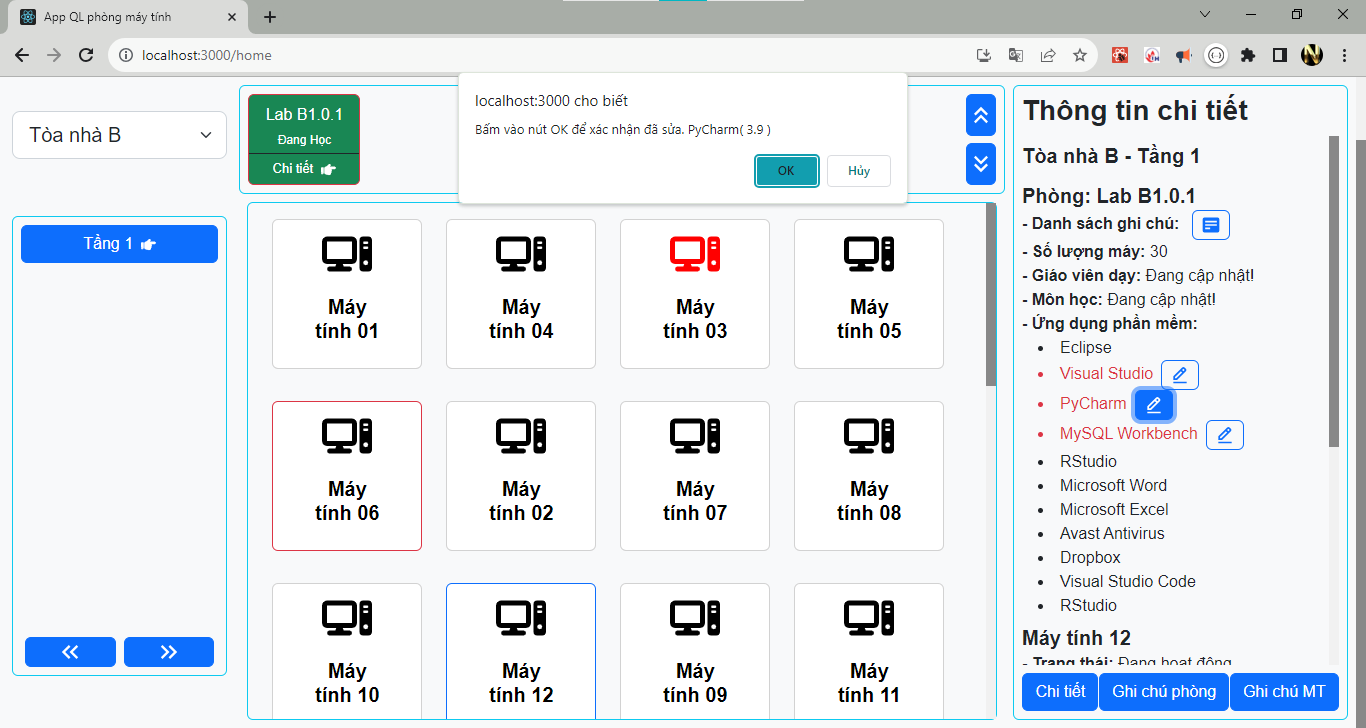 App QL phòng máy tính
localhost:3000/home
localhost:3000 cho biết
Bấm vào nút OK để xác nhận đã sửa. PyCharm( 3.9 )
OK
Hủy
Tòa nhà B
Tầng 1
Lab B1.0.1
Đang Học
Chi tiết
Máy
tính 01
Máy
tính 04
Máy
tính 03
Máy
tính 05
Máy
tính 06
Máy
tính 02
Máy
tính 07
Máy
tính 08
Máy
tính 10
Máy
tính 12
Máy
tính 09
Máy
tính 11
Thông tin chi tiết
Tòa nhà B - Tầng 1
Phòng: Lab B1.0.1
- Danh sách ghi chú:
- Số lượng máy: 30
- Giáo viên dạy: Đang cập nhật!
- Môn học: Đang cập nhật!
- Ứng dụng phần mềm:
• Eclipse
• Visual Studio
• PyCharm
• MySQL Workbench
• RStudio
• Microsoft Word
• Microsoft Excel
• Avast Antivirus
• Dropbox
• Visual Studio Code
• RStudio
Máy tính 12
- Trạng thái: Đang hoạt động
Chi tiết
Ghi chú phòng
Ghi chú MT